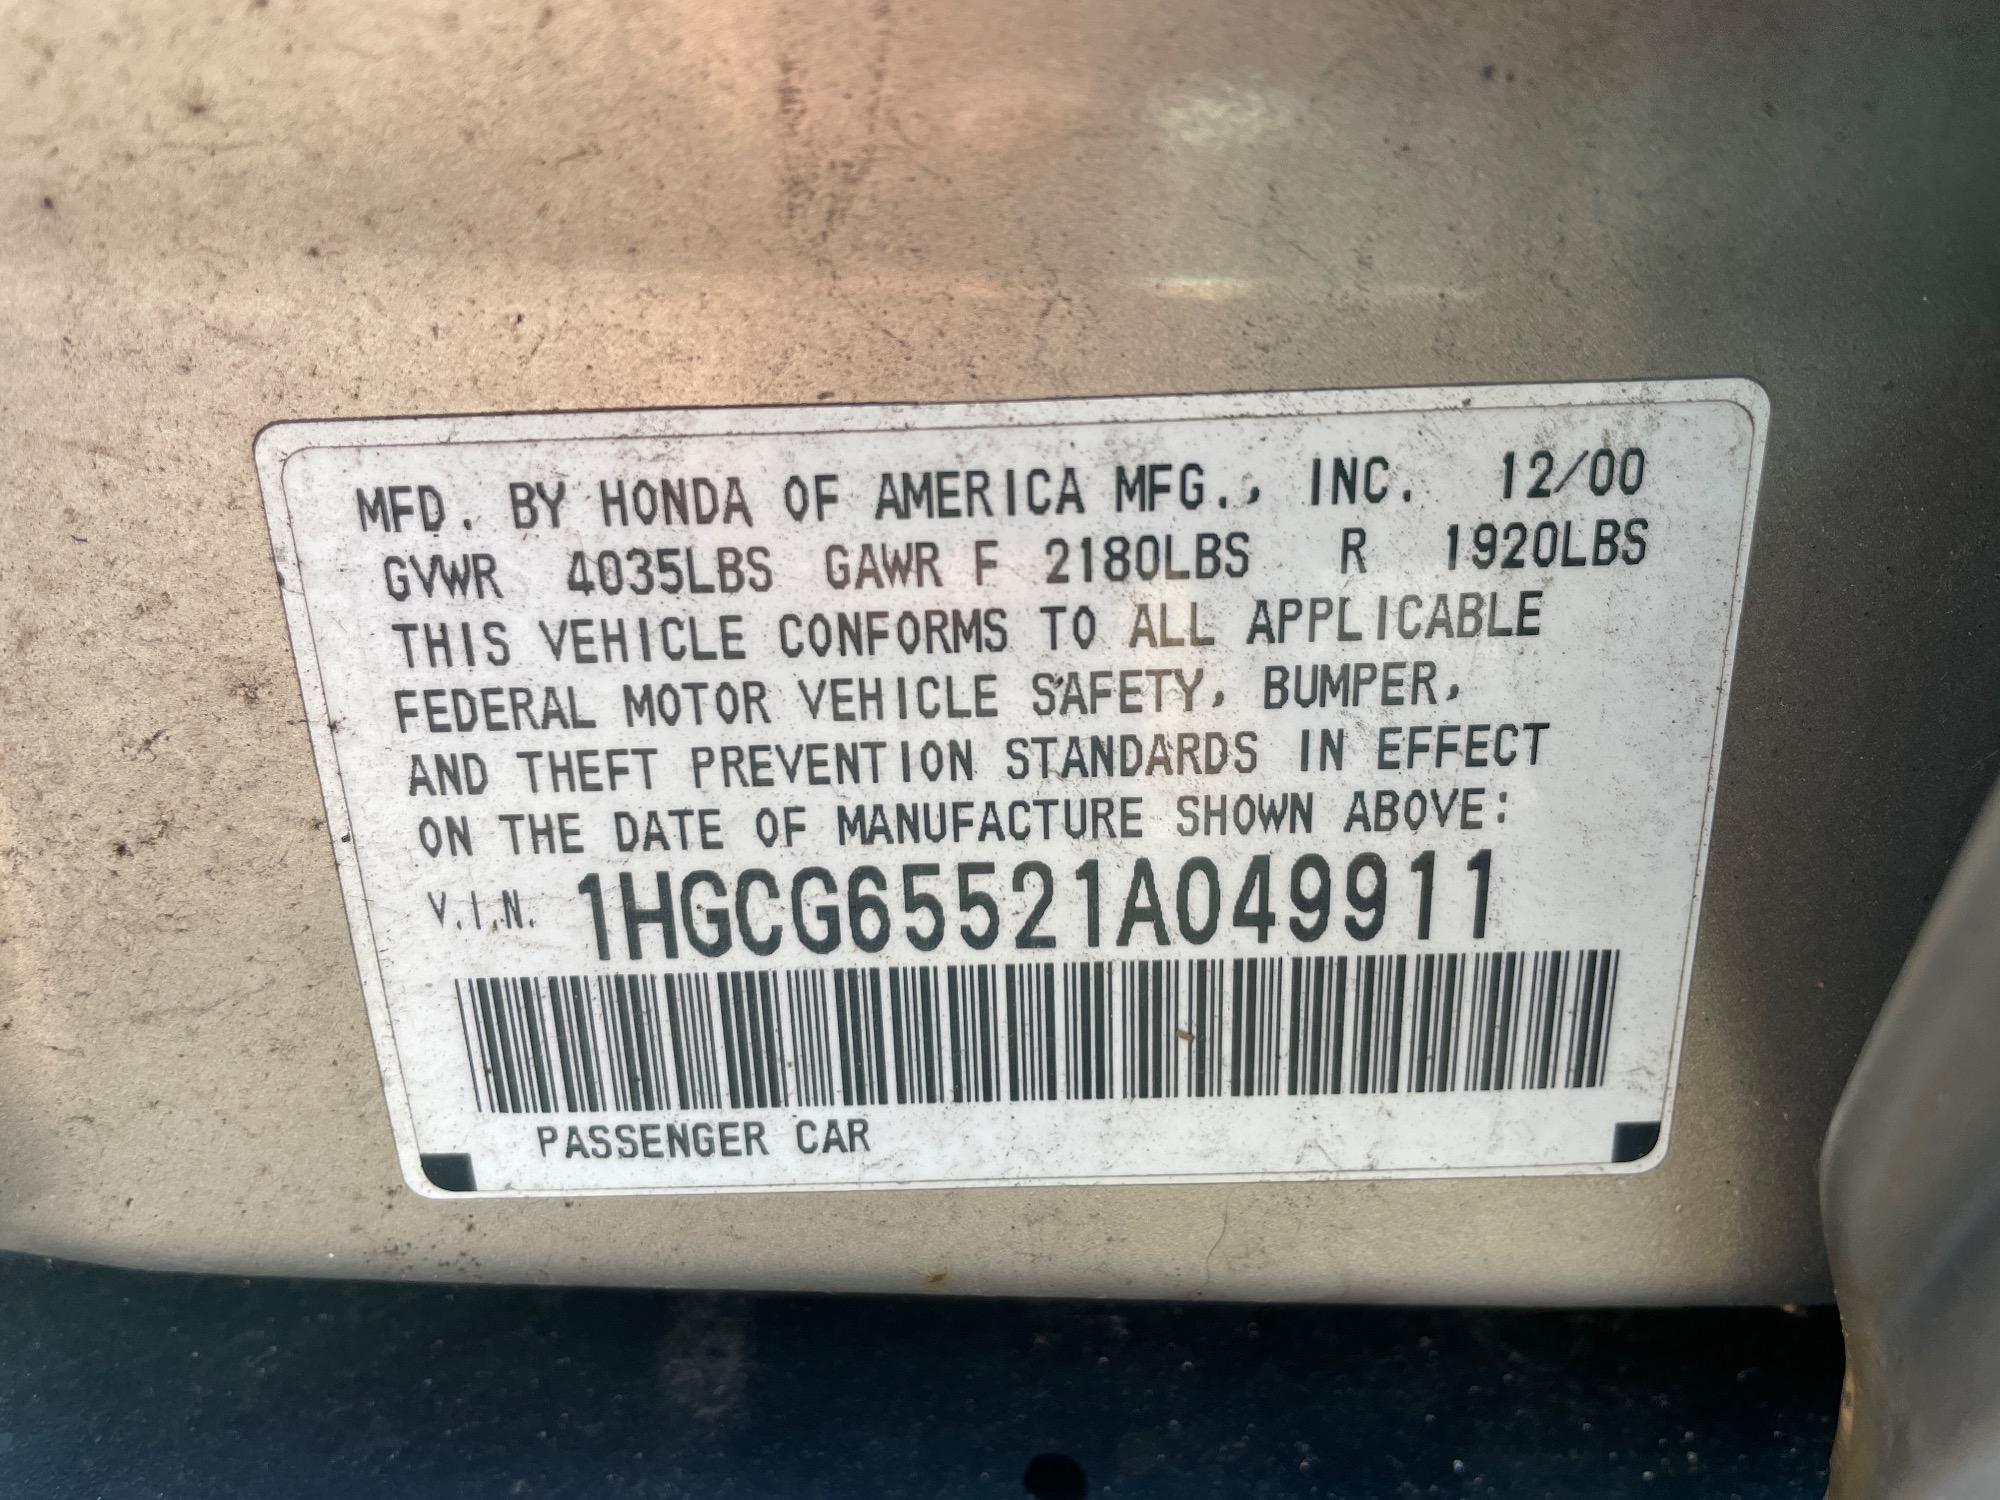 MFD. BY HONDA OF AMERICA MFG., INC. 12/00
GVWR 4035LBS GAWR F 2180LBS R 1920LBS
THIS VEHICLE CONFORMS TO ALL APPLICABLE
FEDERAL MOTOR VEHICLE SAFETY, BUMPER,
AND THEFT PREVENTION STANDARDS IN EFFECT
ON THE DATE OF MANUFACTURE SHOWN ABOVE:
V.I.N. 1HGCG65521A049911
PASSENGER CAR